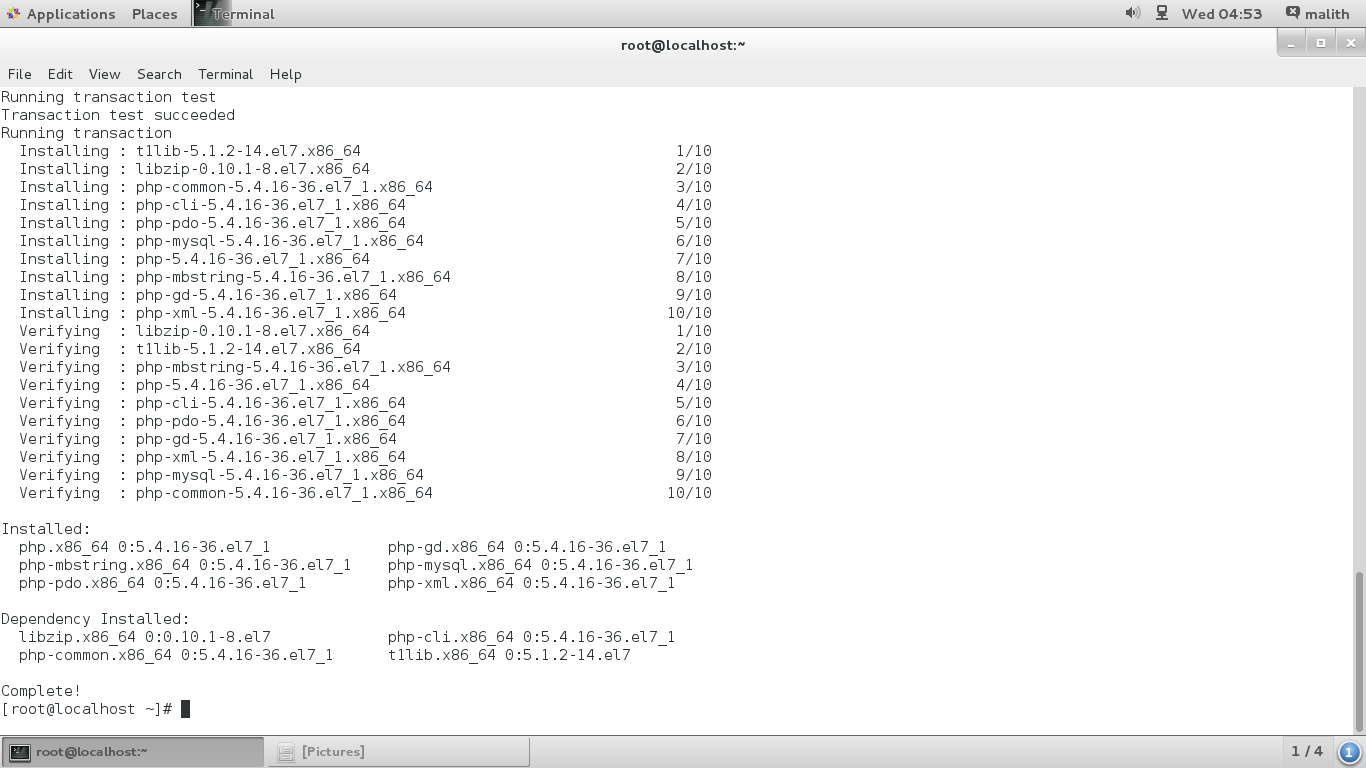 Applications Places Terminal Wed 04:53 malith
root@localhost:~
File Edit View Search Terminal Help
Running transaction test
Transaction test succeeded
Running transaction
  Installing : t1lib-5.1.2-14.el7.x86_64 1/10
  Installing : libzip-0.10.1-8.el7.x86_64 2/10
  Installing : php-common-5.4.16-36.el7_1.x86_64 3/10
  Installing : php-cli-5.4.16-36.el7_1.x86_64 4/10
  Installing : php-pdo-5.4.16-36.el7_1.x86_64 5/10
  Installing : php-mysql-5.4.16-36.el7_1.x86_64 6/10
  Installing : php-5.4.16-36.el7_1.x86_64 7/10
  Installing : php-mbstring-5.4.16-36.el7_1.x86_64 8/10
  Installing : php-gd-5.4.16-36.el7_1.x86_64 9/10
  Installing : php-xml-5.4.16-36.el7_1.x86_64 10/10
  Verifying  : libzip-0.10.1-8.el7.x86_64 1/10
  Verifying  : t1lib-5.1.2-14.el7.x86_64 2/10
  Verifying  : php-mbstring-5.4.16-36.el7_1.x86_64 3/10
  Verifying  : php-5.4.16-36.el7_1.x86_64 4/10
  Verifying  : php-cli-5.4.16-36.el7_1.x86_64 5/10
  Verifying  : php-pdo-5.4.16-36.el7_1.x86_64 6/10
  Verifying  : php-gd-5.4.16-36.el7_1.x86_64 7/10
  Verifying  : php-xml-5.4.16-36.el7_1.x86_64 8/10
  Verifying  : php-mysql-5.4.16-36.el7_1.x86_64 9/10
  Verifying  : php-common-5.4.16-36.el7_1.x86_64 10/10
Installed:
  php.x86_64 0:5.4.16-36.el7_1 php-gd.x86_64 0:5.4.16-36.el7_1
  php-mbstring.x86_64 0:5.4.16-36.el7_1 php-mysql.x86_64 0:5.4.16-36.el7_1
  php-pdo.x86_64 0:5.4.16-36.el7_1 php-xml.x86_64 0:5.4.16-36.el7_1
Dependency Installed:
  libzip.x86_64 0:0.10.1-8.el7 php-cli.x86_64 0:5.4.16-36.el7_1
  php-common.x86_64 0:5.4.16-36.el7_1 t1lib.x86_64 0:5.1.2-14.el7
Complete!
[root@localhost ~]#
root@localhost:~ [Pictures] 1 / 4 1